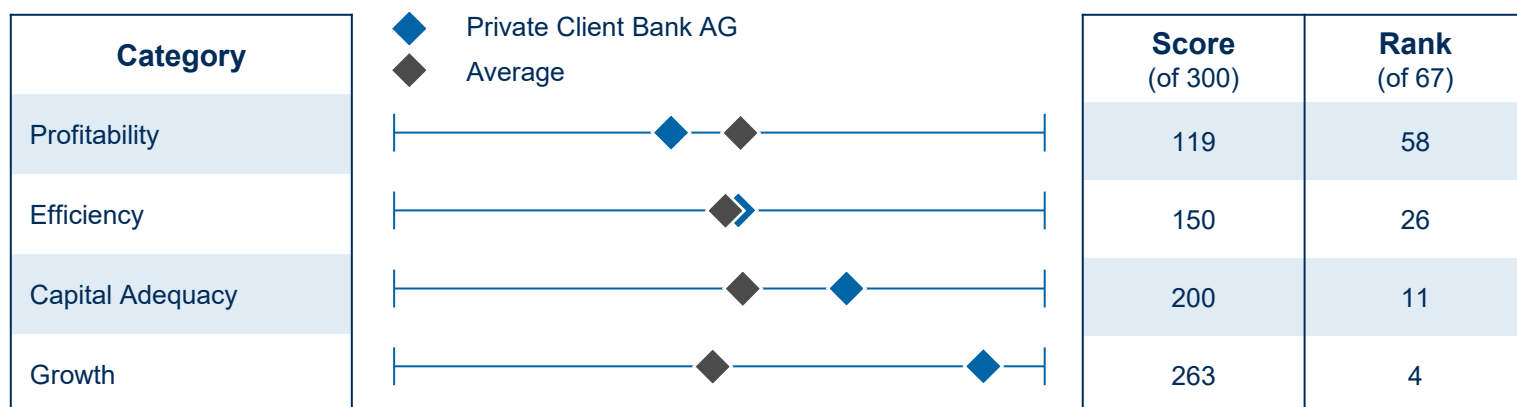 Category
Private Client Bank AG
Average
Score Rank
(of 300) (of 67)
Profitability 119 58
Efficiency 150 26
Capital Adequacy 200 11
Growth 263 4